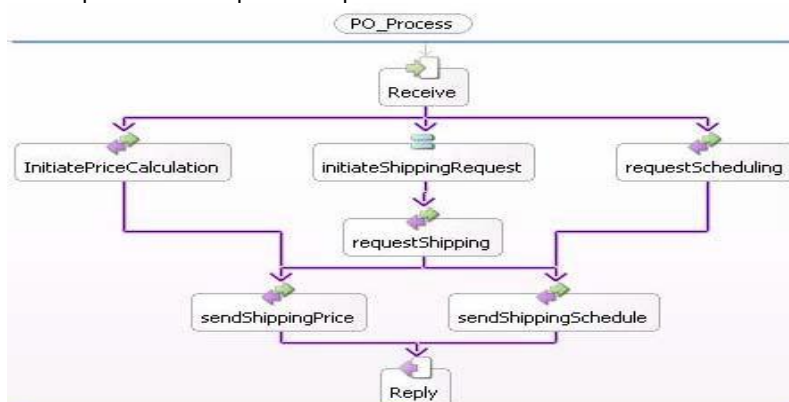 PO_Process
Receive
InitiatePriceCalculation
initiateShippingRequest
requestScheduling
requestShipping
sendShippingPrice
sendShippingSchedule
Reply